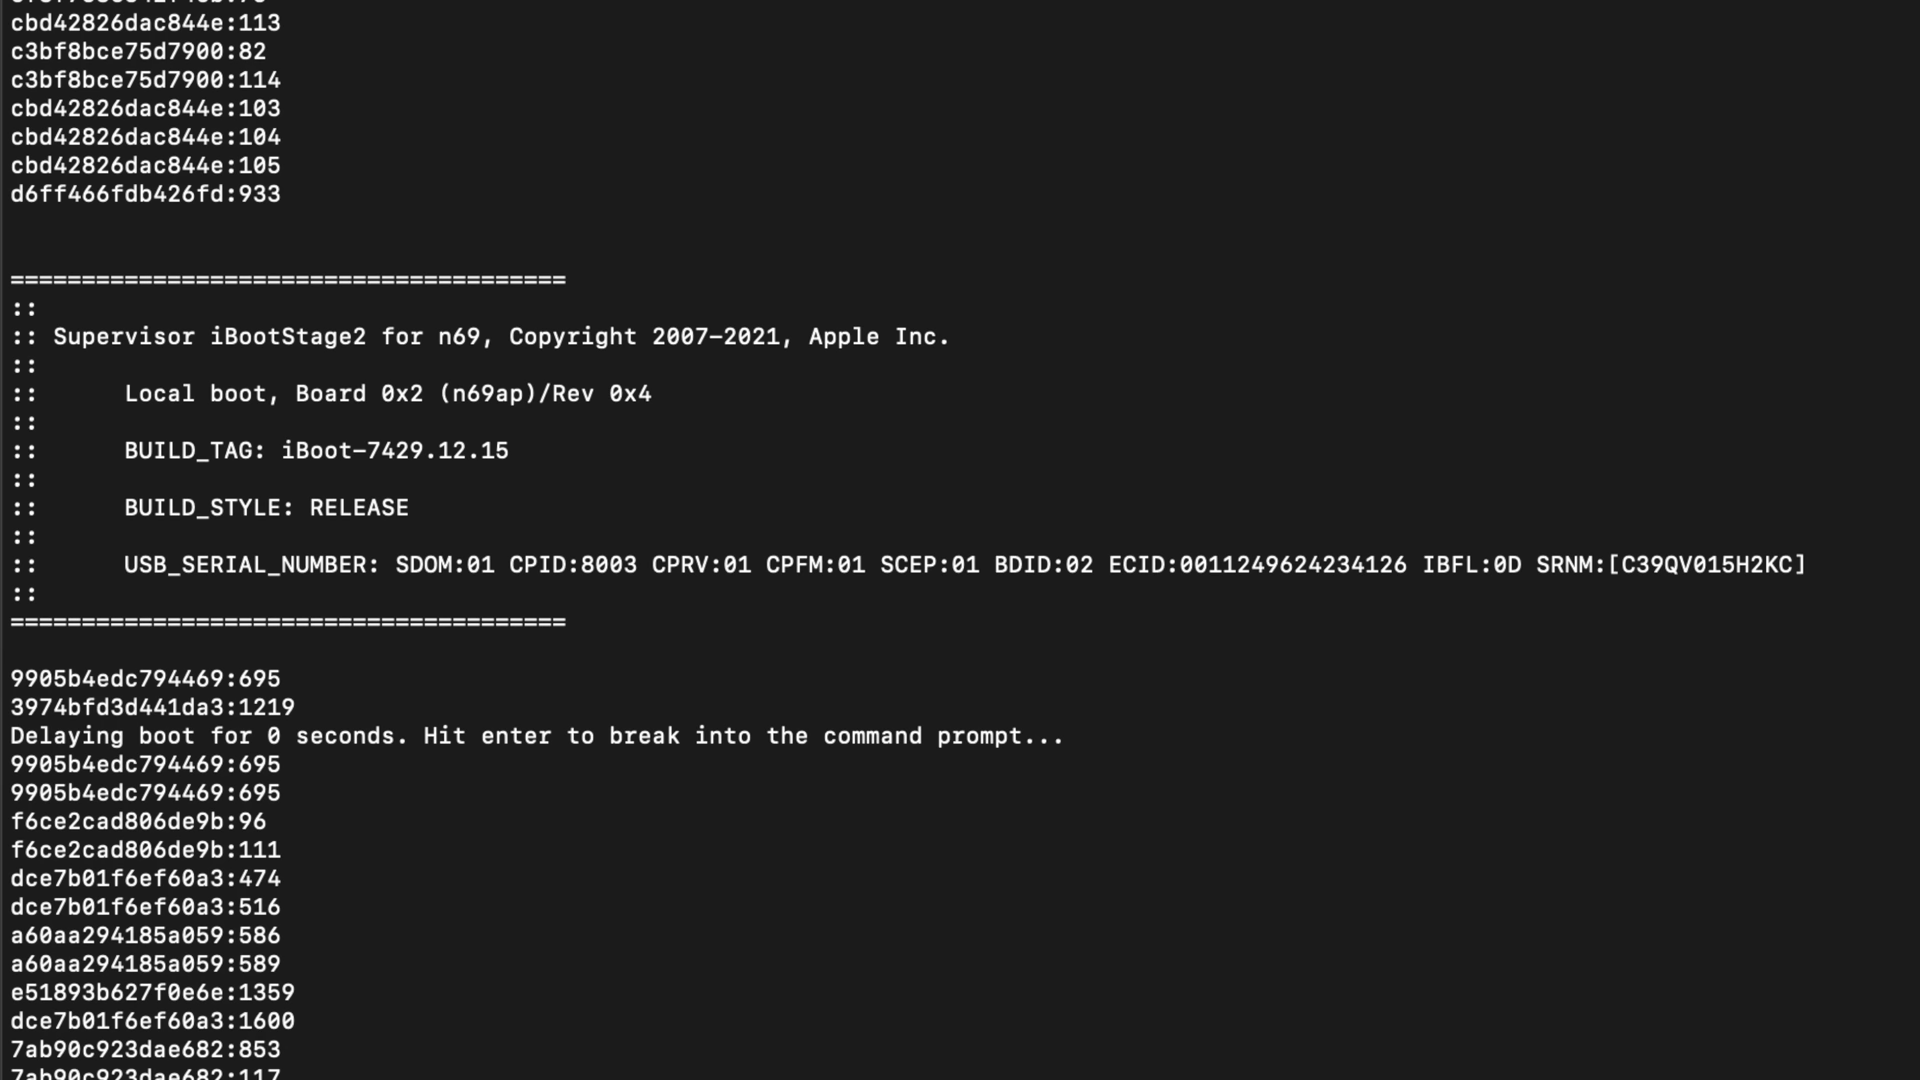 cbd42826dac844e:113
c3bf8bce75d7900:82
c3bf8bce75d7900:114
cbd42826dac844e:103
cbd42826dac844e:104
cbd42826dac844e:105
d6ff466fdb426fd:933
=======================================
::
:: Supervisor iBootStage2 for n69, Copyright 2007-2021, Apple Inc.
::
:: Local boot, Board 0x2 (n69ap)/Rev 0x4
::
:: BUILD_TAG: iBoot-7429.12.15
::
:: BUILD_STYLE: RELEASE
::
:: USB_SERIAL_NUMBER: SDOM:01 CPID:8003 CPRV:01 CPFM:01 SCEP:01 BDID:02 ECID:0011249624234126 IBFL:0D SRNM:[C39QV015H2KC]
::
=======================================
9905b4edc794469:695
3974bfd3d441da3:1219
Delaying boot for 0 seconds. Hit enter to break into the command prompt...
9905b4edc794469:695
9905b4edc794469:695
f6ce2cad806de9b:96
f6ce2cad806de9b:111
dce7b01f6ef60a3:474
dce7b01f6ef60a3:516
a60aa294185a059:586
a60aa294185a059:589
e51893b627f0e6e:1359
dce7b01f6ef60a3:1600
7ab90c923dae682:853
7ab90c923dae682:117